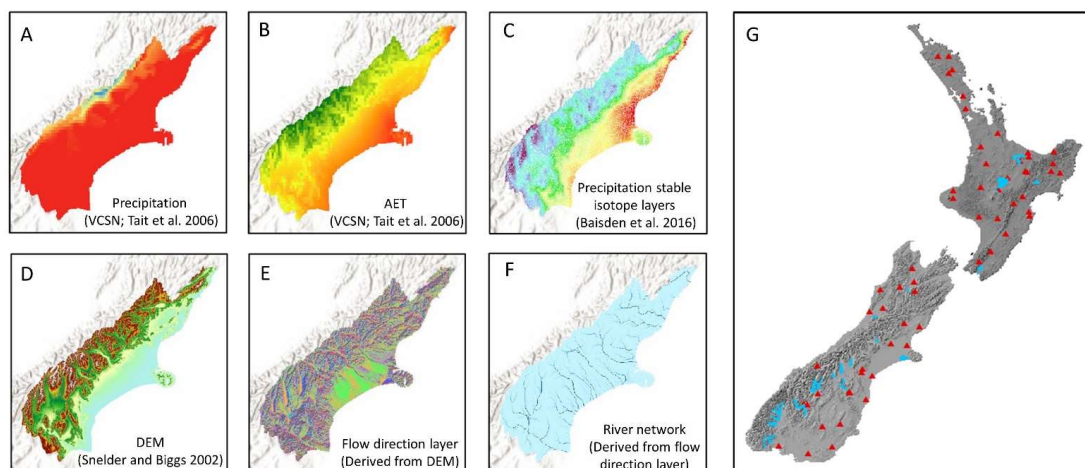 A
Precipitation
(VCSN; Tait et al. 2006)
B
AET
(VCSN; Tait et al. 2006)
C
Precipitation stable
isotope layers
(Baisden et al. 2016)
D
DEM
(Snelder and Biggs 2002)
E
Flow direction layer
(Derived from DEM)
F
River network
(Derived from flow
direction layer)
G